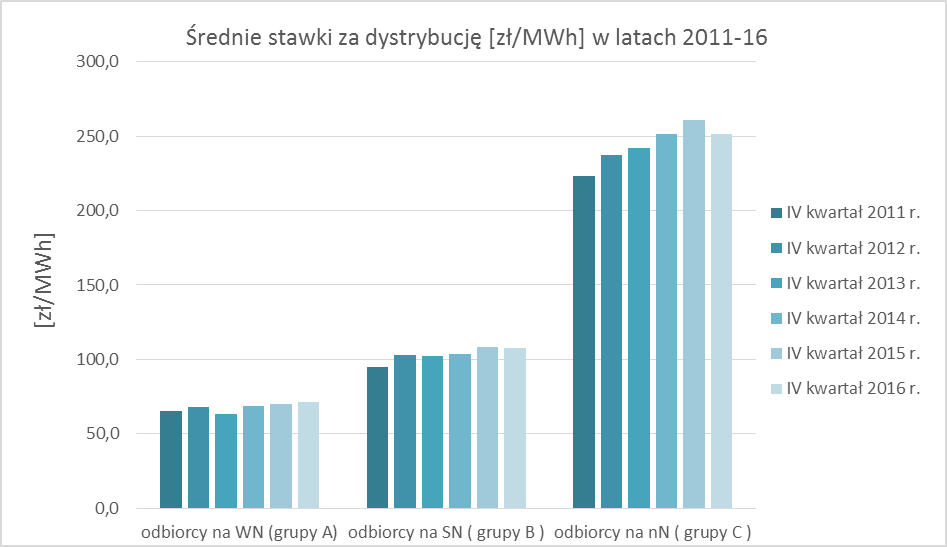 Średnie stawki za dystrybucję [zł/MWh] w latach 2011-16
[zł/MWh]
300,0
250,0
200,0
150,0
100,0
50,0
0,0
odbiorcy na WN (grupy A)
odbiorcy na SN ( grupy B )
odbiorcy na nN ( grupy C )
IV kwartał 2011 r.
IV kwartał 2012 r.
IV kwartał 2013 r.
IV kwartał 2014 r.
IV kwartał 2015 r.
IV kwartał 2016 r.